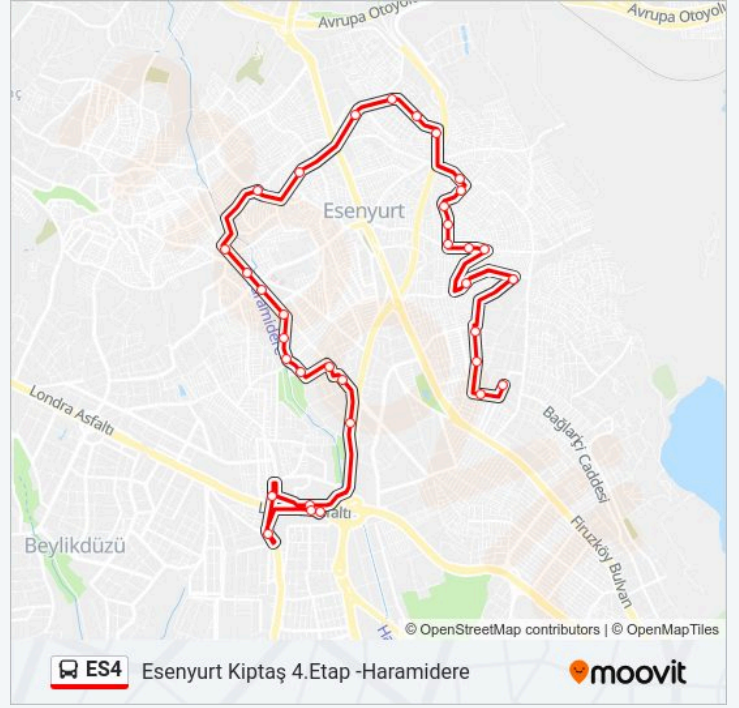 Avrupa Otoyolu
Avrupa Otoyolu
Esenyurt
Haramidere
Londra Asfaltı
Bağlariçi Caddesi
Beylikdüzü
Firuzköy Bulvarı
© OpenStreetMap contributors | © OpenMapTiles
ES4 Esenyurt Kiptaş 4.Etap -Haramidere
moovit